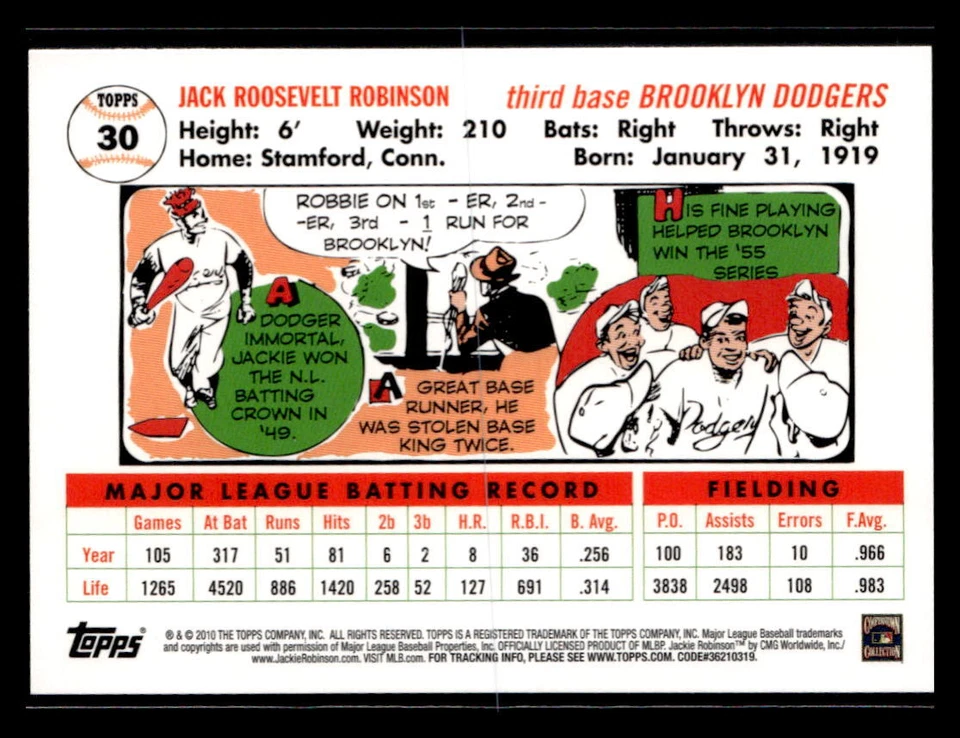 TOPPS
30
JACK ROOSEVELT ROBINSON
third base BROOKLYN DODGERS
Height: 6' Weight: 210 Bats: Right Throws: Right
Home: Stamford, Conn. Born: January 31, 1919
A
DODGER
IMMORTAL,
JACKIE WON
THE N.L.
BATTING
CROWN IN
'49.
ROBBIE ON 1st - ER, 2nd -
-ER, 3rd - 1 RUN FOR
BROOKLYN!
A GREAT BASE
RUNNER, HE
WAS STOLEN BASE
KING TWICE.
HIS FINE PLAYING
HELPED BROOKLYN
WIN THE '55
SERIES
Dodgers
MAJOR LEAGUE BATTING RECORD
Games At Bat Runs Hits 2b 3b H.R. R.B.I. B. Avg.
Year 105 317 51 81 6 2 8 36 .256
Life 1265 4520 886 1420 258 52 127 691 .314
FIELDING
P.O. Assists Errors F.Avg.
100 183 10 .966
3838 2498 108 .983
Topps
® & © 2010 THE TOPPS COMPANY, INC. ALL RIGHTS RESERVED. TOPPS IS A REGISTERED TRADEMARK OF THE TOPPS COMPANY, INC. Major League Baseball trademarks
and copyrights are used with permission of Major League Baseball Properties, Inc. OFFICIALLY LICENSED PRODUCT OF MLBP. Jackie Robinson™ by CMG Worldwide, Inc./
www.JackieRobinson.com. VISIT MLB.com. FOR TRACKING INFO, PLEASE SEE WWW.TOPPS.COM. CODE#36210319.
COOPERSTOWN
COLLECTION